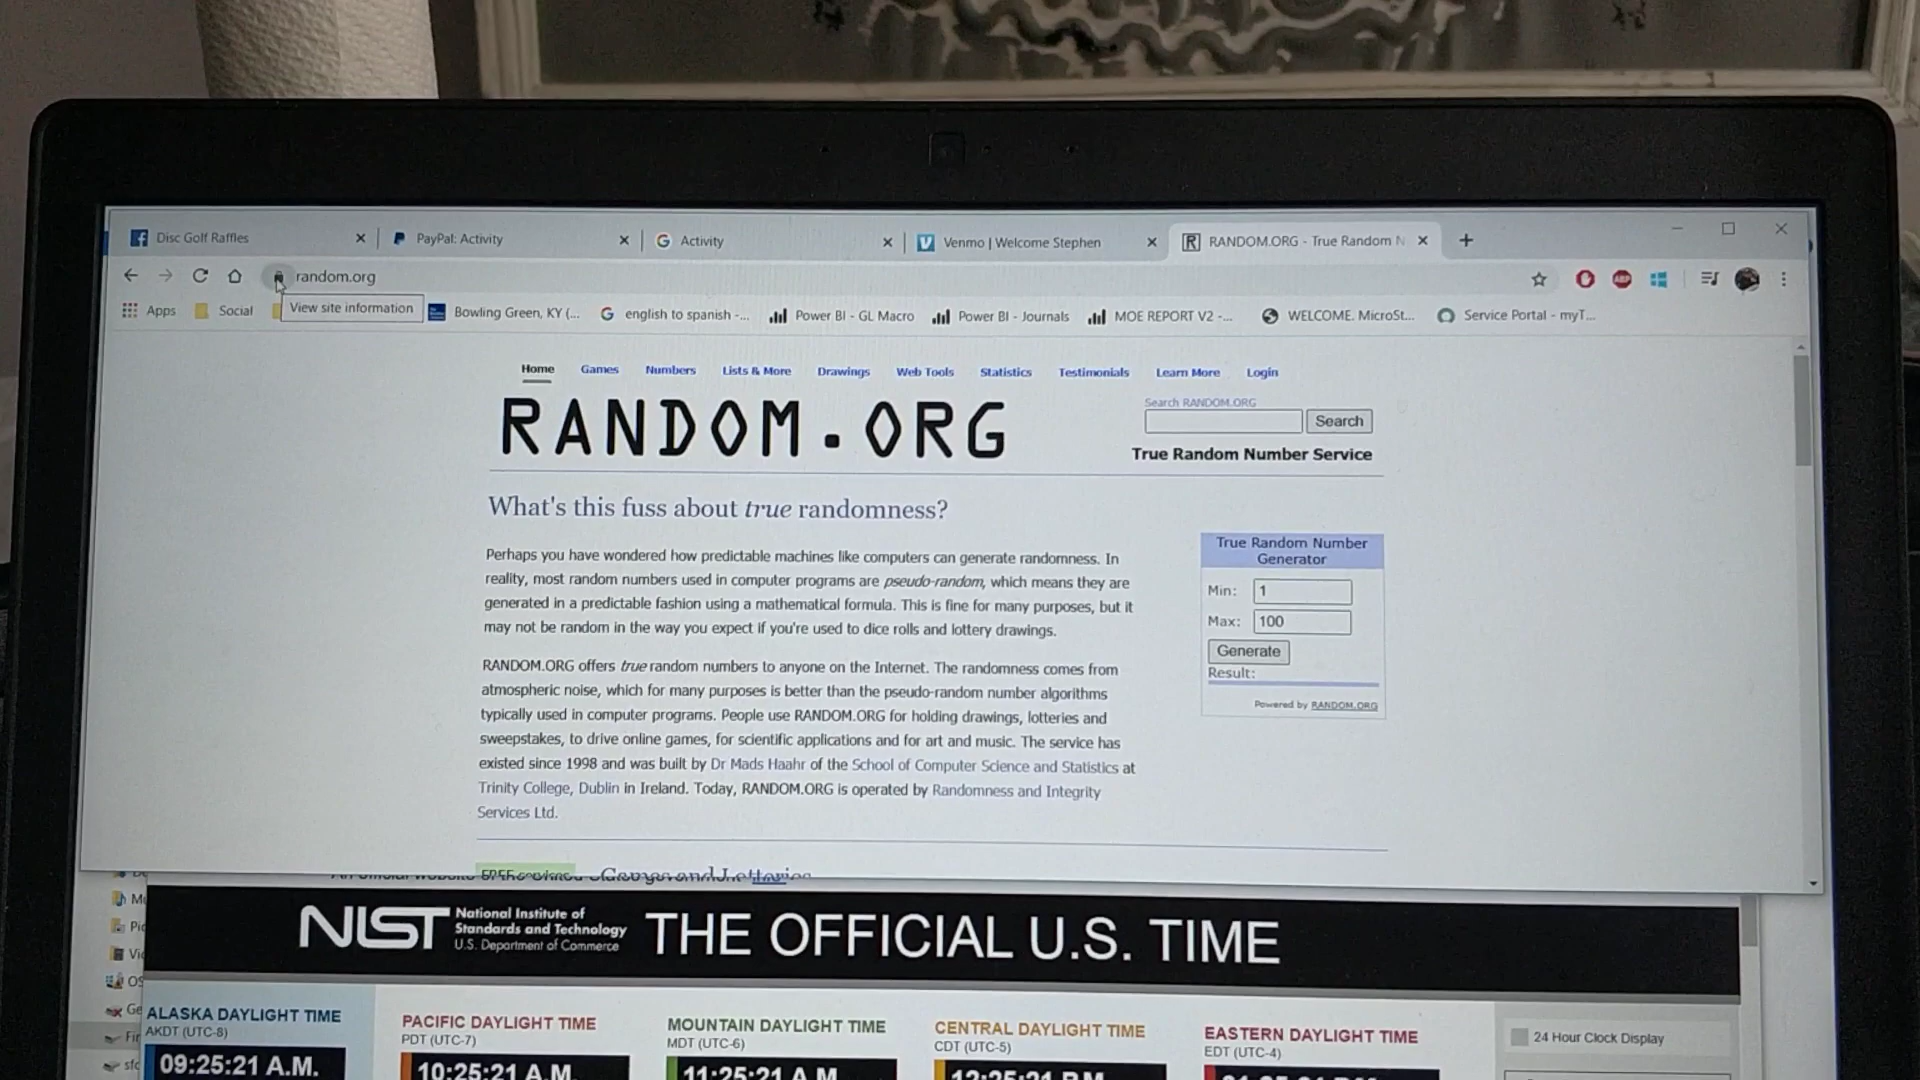 Disc Golf Raffles
PayPal: Activity
Activity
Venmo | Welcome Stephen
RANDOM.ORG - True Random N
random.org
ABP
View site information
Apps
Social
Bowling Green, KY (...
english to spanish -...
Power BI - GL Macro
Power BI - Journals
MOE REPORT V2 -...
WELCOME. MicroSt...
Service Portal - myT...
Home Games Numbers Lists & More Drawings Web Tools Statistics Testimonials Learn More Login
RANDOM.ORG
Search RANDOM.ORG
Search
True Random Number Service
What's this fuss about true randomness?
Perhaps you have wondered how predictable machines like computers can generate randomness. In
reality, most random numbers used in computer programs are pseudo-random, which means they are
generated in a predictable fashion using a mathematical formula. This is fine for many purposes, but it
may not be random in the way you expect if you're used to dice rolls and lottery drawings.
RANDOM.ORG offers true random numbers to anyone on the Internet. The randomness comes from
atmospheric noise, which for many purposes is better than the pseudo-random number algorithms
typically used in computer programs. People use RANDOM.ORG for holding drawings, lotteries and
sweepstakes, to drive online games, for scientific applications and for art and music. The service has
existed since 1998 and was built by Dr Mads Haahr of the School of Computer Science and Statistics at
Trinity College, Dublin in Ireland. Today, RANDOM.ORG is operated by Randomness and Integrity
Services Ltd.
True Random Number
Generator
Min: 1
Max: 100
Generate
Result:
Powered by RANDOM.ORG
NIST
National Institute of
Standards and Technology
U.S. Department of Commerce
THE OFFICIAL U.S. TIME
ALASKA DAYLIGHT TIME
AKDT (UTC-8)
09:25:21 A.M.
PACIFIC DAYLIGHT TIME
PDT (UTC-7)
10:25:21 A.M.
MOUNTAIN DAYLIGHT TIME
MDT (UTC-6)
11:25:21 A.M.
CENTRAL DAYLIGHT TIME
CDT (UTC-5)
12:25:21 P.M.
EASTERN DAYLIGHT TIME
EDT (UTC-4)
24 Hour Clock Display